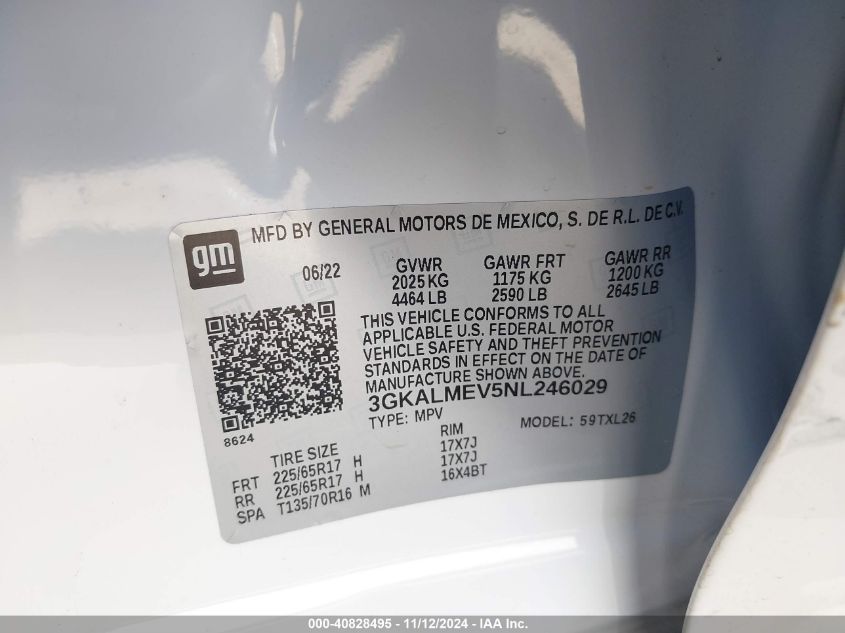 gm
MFD BY GENERAL MOTORS DE MEXICO, S. DE R.L. DE C.V.
06/22 GVWR GAWR FRT GAWR RR
2025 KG 1175 KG 1200 KG
4464 LB 2590 LB 2645 LB
THIS VEHICLE CONFORMS TO ALL
APPLICABLE U.S. FEDERAL MOTOR
VEHICLE SAFETY AND THEFT PREVENTION
STANDARDS IN EFFECT ON THE DATE OF
MANUFACTURE SHOWN ABOVE.
3GKALMEV5NL246029
8624
TYPE: MPV MODEL: 59TXL26
TIRE SIZE RIM
FRT 225/65R17 H 17X7J
RR 225/65R17 H 17X7J
SPA T135/70R16 M 16X4BT
000-40828495 - 11/12/2024 - IAA Inc.